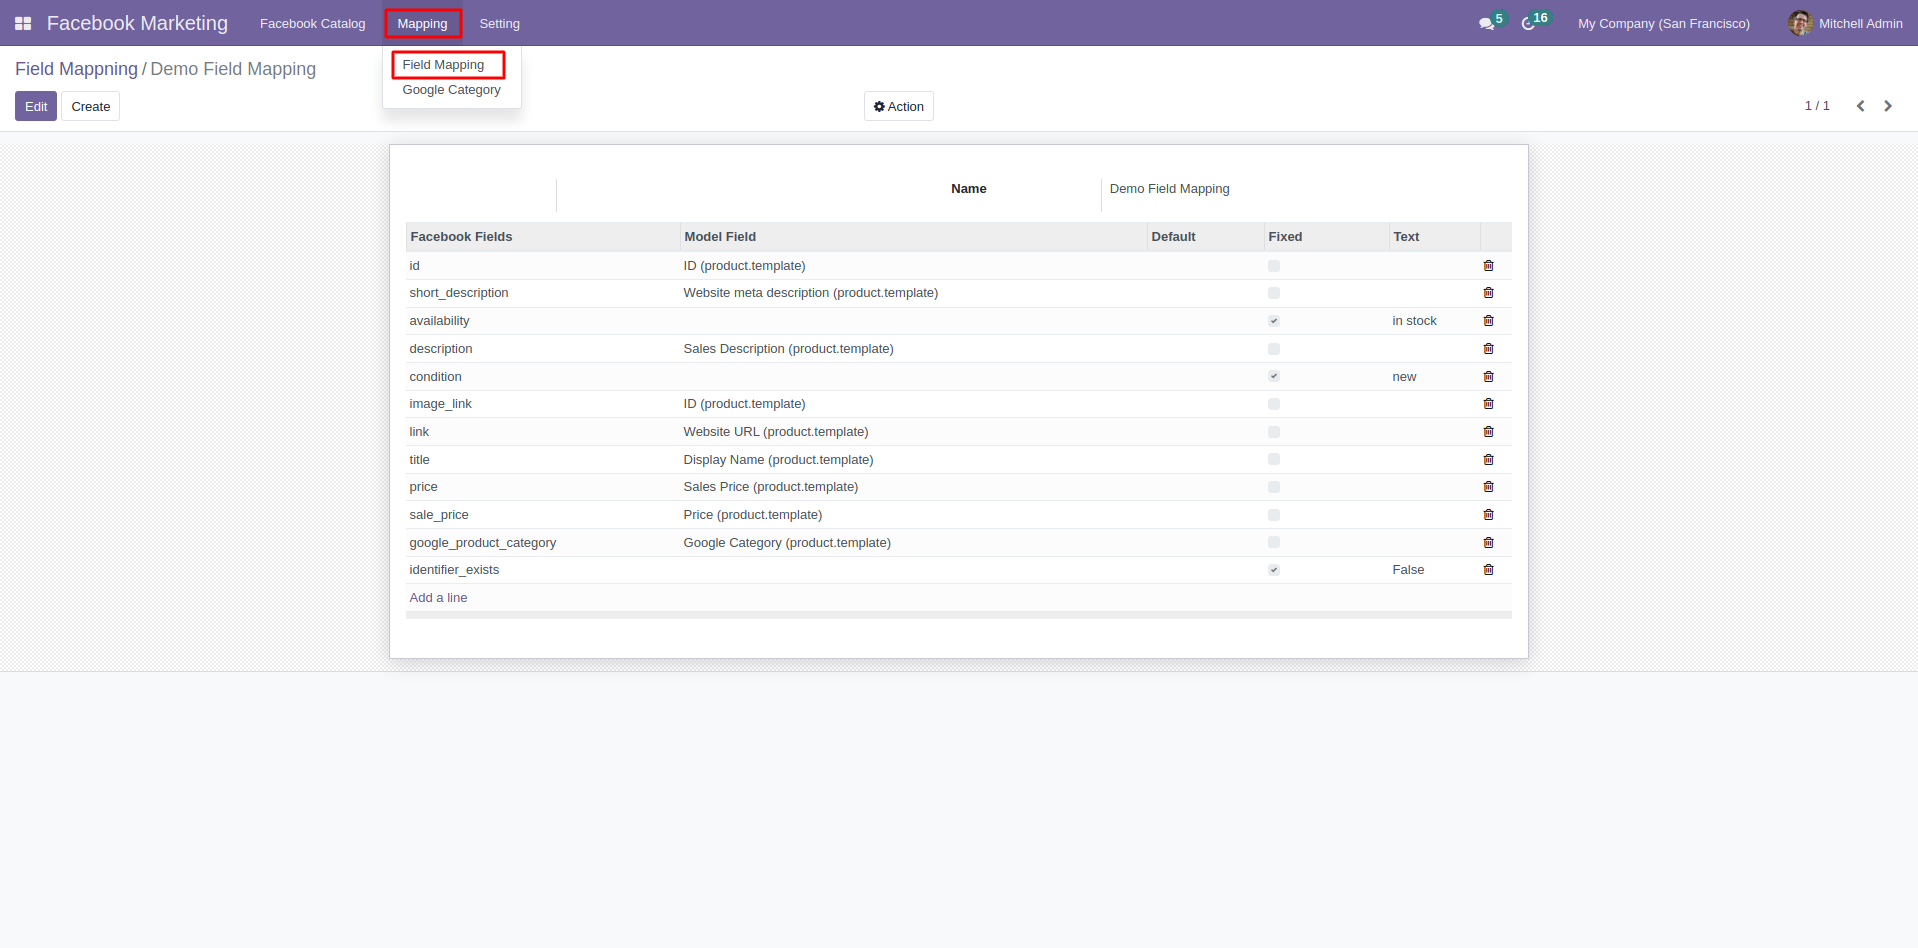 Facebook Marketing Facebook Catalog Mapping Setting 5 16 My Company (San Francisco) Mitchell Admin
Field Mappning / Demo Field Mapping
Field Mapping
Google Category
Edit Create Action 1 / 1
Name Demo Field Mapping
Facebook Fields Model Field Default Fixed Text
id ID (product.template)
short_description Website meta description (product.template)
availability in stock
description Sales Description (product.template)
condition new
image_link ID (product.template)
link Website URL (product.template)
title Display Name (product.template)
price Sales Price (product.template)
sale_price Price (product.template)
google_product_category Google Category (product.template)
identifier_exists False
Add a line